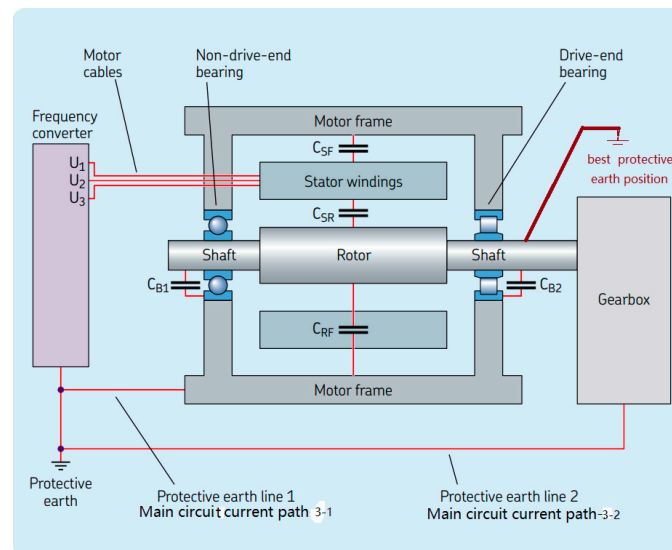 Motor
cables
Non-drive-end
bearing
Drive-end
bearing
Frequency
converter
Motor frame
CSF
best protective
earth position
U1
U2
U3
Stator windings
CSR
Shaft
Rotor
Shaft
CB1
CB2
Gearbox
CRF
Motor frame
Protective
earth
Protective earth line 1
Main circuit current path 3-1
Protective earth line 2
Main circuit current path-3-2